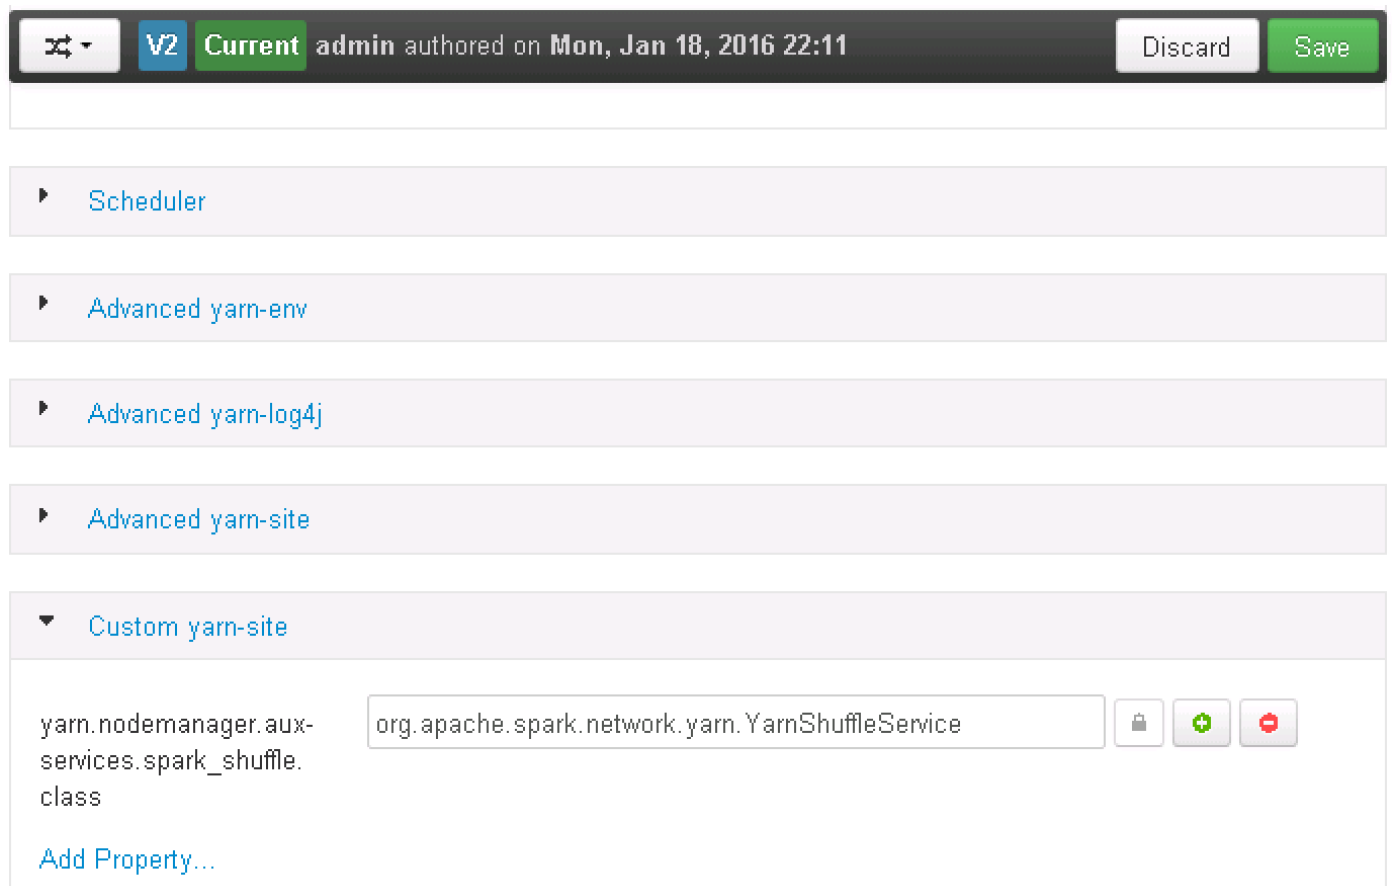 V2 Current admin authored on Mon, Jan 18, 2016 22:11 Discard Save
Scheduler
Advanced yarn-env
Advanced yarn-log4j
Advanced yarn-site
Custom yarn-site
yarn.nodemanager.aux-
services.spark_shuffle.
class
org.apache.spark.network.yarn.YarnShuffleService
Add Property...